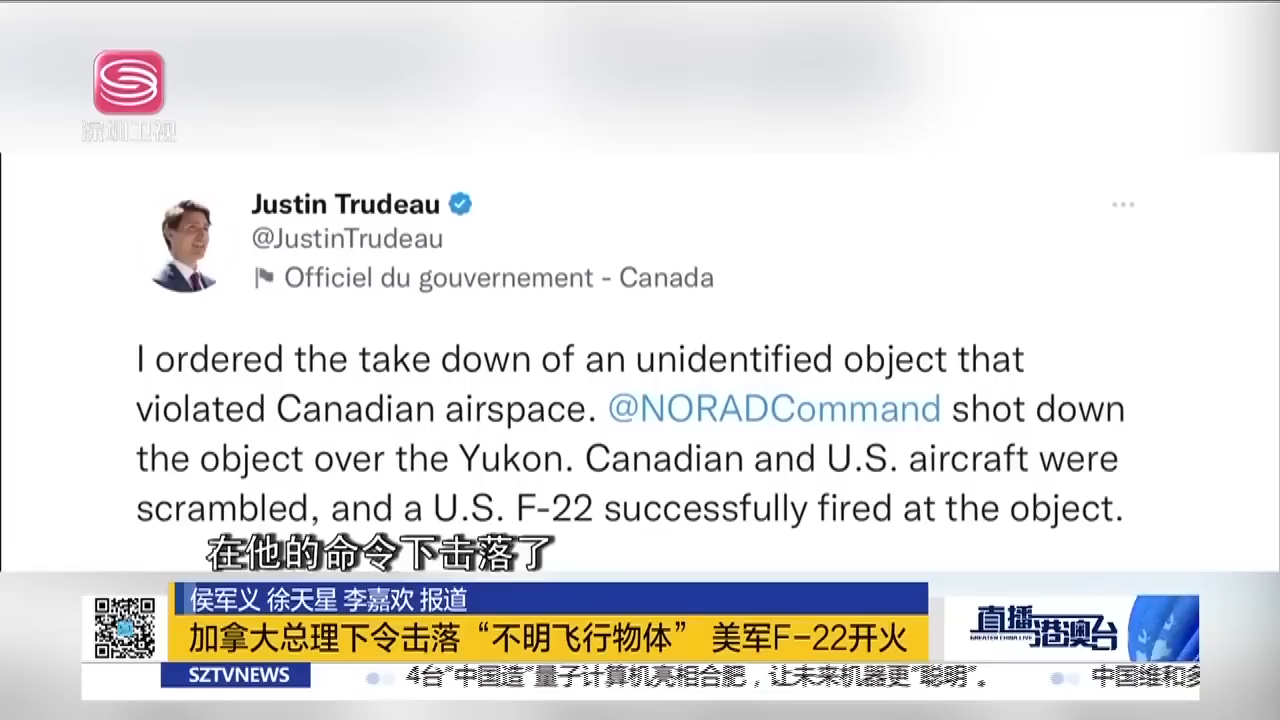 深圳卫视
Justin Trudeau
@JustinTrudeau
Officiel du gouvernement - Canada
I ordered the take down of an unidentified object that
violated Canadian airspace. @NORADCommand shot down
the object over the Yukon. Canadian and U.S. aircraft were
scrambled, and a U.S. F-22 successfully fired at the object.
在他的命令下击落了
侯军义 徐天星 李嘉欢 报道
加拿大总理下令击落“不明飞行物体” 美军F-22开火
直播港澳台
GREATER CHINA LIVE
SZTVNEWS
4台“中国造”量子计算机亮相合肥，让未来机器更“聪明”。
中国维和多